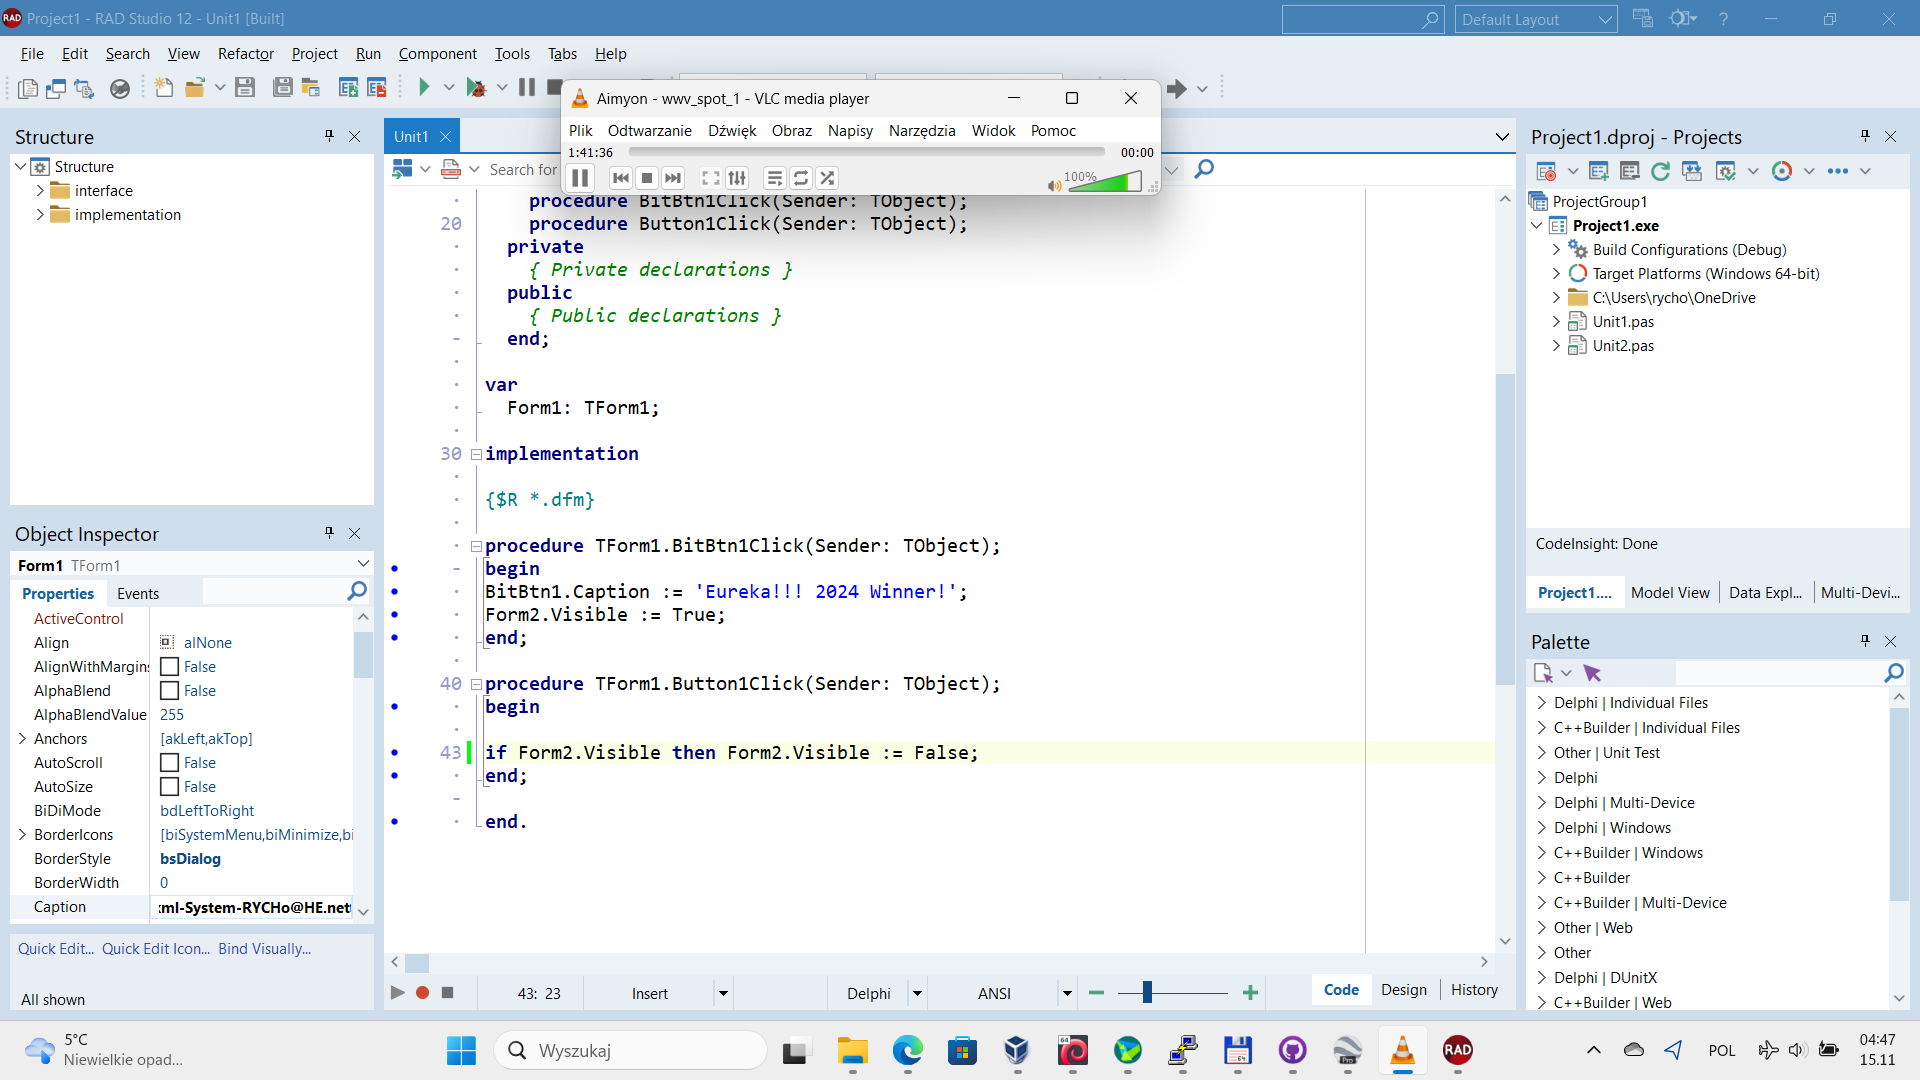 Project1 - RAD Studio 12 - Unit1 [Built]
Default Layout
File Edit Search View Refactor Project Run Component Tools Tabs Help
Aimyon - wwv_spot_1 - VLC media player
Plik Odtwarzanie Dźwięk Obraz Napisy Narzędzia Widok Pomoc
1:41:36 00:00
100%
Structure
Structure
interface
implementation
Object Inspector
Form1 TForm1
Properties Events
ActiveControl
Align alNone
AlignWithMargins False
AlphaBlend False
AlphaBlendValue 255
Anchors [akLeft,akTop]
AutoScroll False
AutoSize False
BiDiMode bdLeftToRight
BorderIcons [biSystemMenu,biMinimize,bi
BorderStyle bsDialog
BorderWidth 0
Caption :ml-System-RYCHo@HE.net
Quick Edit... Quick Edit Icon... Bind Visually...
All shown
Unit1
Search for
procedure BitBtn1Click(Sender: TObject);
20 procedure Button1Click(Sender: TObject);
private
{ Private declarations }
public
{ Public declarations }
end;
var
Form1: TForm1;
30 implementation
{$R *.dfm}
procedure TForm1.BitBtn1Click(Sender: TObject);
begin
BitBtn1.Caption := 'Eureka!!! 2024 Winner!';
Form2.Visible := True;
end;
40 procedure TForm1.Button1Click(Sender: TObject);
begin
43 if Form2.Visible then Form2.Visible := False;
end;
end.
43: 23 Insert Delphi ANSI Code Design History
Project1.dproj - Projects
ProjectGroup1
Project1.exe
Build Configurations (Debug)
Target Platforms (Windows 64-bit)
C:\Users\rycho\OneDrive
Unit1.pas
Unit2.pas
CodeInsight: Done
Project1.... Model View Data Expl... Multi-Devi...
Palette
Delphi | Individual Files
C++Builder | Individual Files
Other | Unit Test
Delphi
Delphi | Multi-Device
Delphi | Windows
C++Builder | Windows
C++Builder
C++Builder | Multi-Device
Other | Web
Other
Delphi | DUnitX
C++Builder | Web
5°C
Niewielkie opad...
Wyszukaj
RAD
POL
04:47
15.11